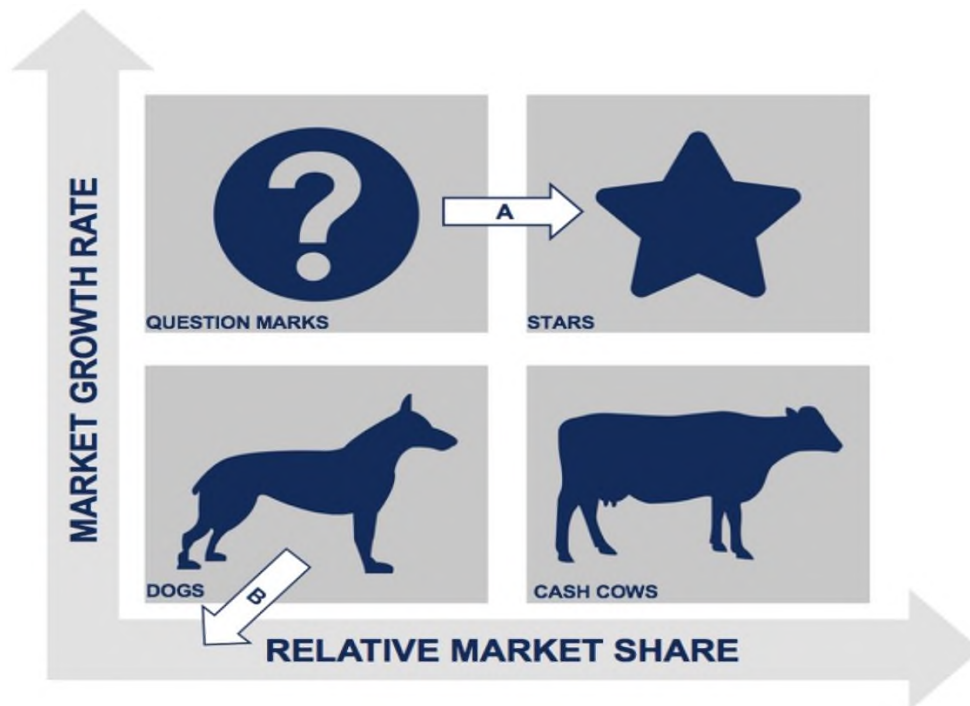 MARKET GROWTH RATE
?
A
QUESTION MARKS
STARS
B
DOGS
CASH COWS
RELATIVE MARKET SHARE